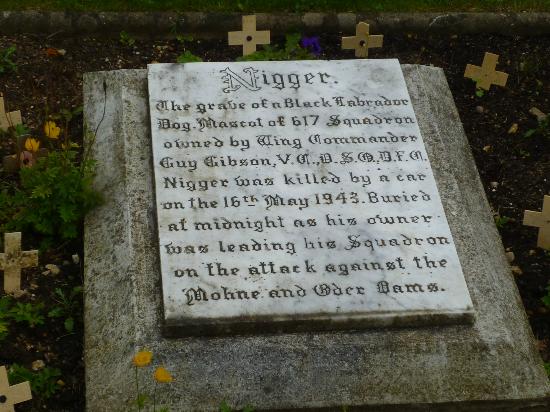 Nigger.
The grave of a Black Labrador
Dog. Mascot of 617 Squadron
owned by Wing Commander
Guy Gibson, V.C., D.S.O., D.F.C.
Nigger was killed by a car
on the 16th May 1943. Buried
at midnight as his owner
was leading his Squadron
on the attack against the
Mohne and Eder Dams.